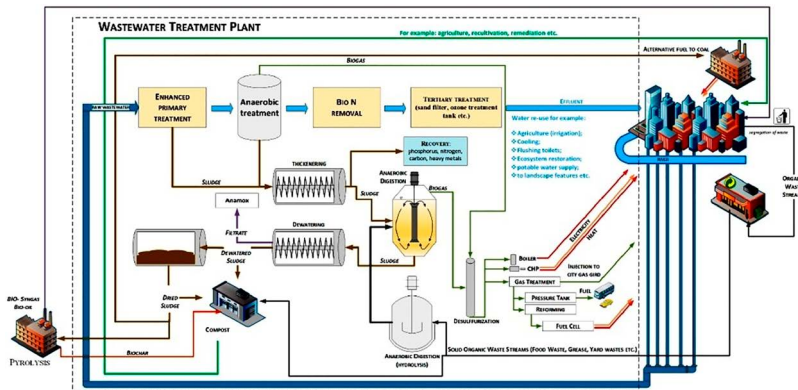 WASTEWATER TREATMENT PLANT
For example: agriculture, recultivation, remediation etc.
ALTERNATIVE FUEL TO COAL
BIOGAS
RAW WASTEWATER
ENHANCED
PRIMARY
TREATMENT
Anaerobic
treatment
BIO N
REMOVAL
TERTIARY TREATMENT
(sand filter, ozone treatment
tank etc.)
EFFLUENT
Water re-use for example:
Agriculture (irrigation);
Cooling;
Flushing toilets;
Ecosystem restoration;
potable water supply;
to landscape features etc.
segregation of waste
RECOVERY:
phosphorus, nitrogen,
carbon, heavy metals
THICKENERING
SLUDGE
SLUDGE
ANAEROBIC
DIGESTION
BIOGAS
Anamox
FILTRATE
DEWATERING
SLUDGE
DEWATERED
SLUDGE
DRIED
SLUDGE
COMPOST
BIO- SYNGAS
BIO-OIL
PYROLYSIS
BIOCHAR
ANAEROBIC DIGESTION
(HYDROLYSIS)
DESULFURIZATION
BOILER
CHP
ELECTRICITY
HEAT
GAS TREATMENT
INJECTION TO
CITY GAS GRID
PRESSURE TANK
FUEL
REFORMING
FUEL CELL
SOLID ORGANIC WASTE STREAMS (FOOD WASTE, GREASE, YARD WASTES ETC.)
ORGA
WAS
STREA